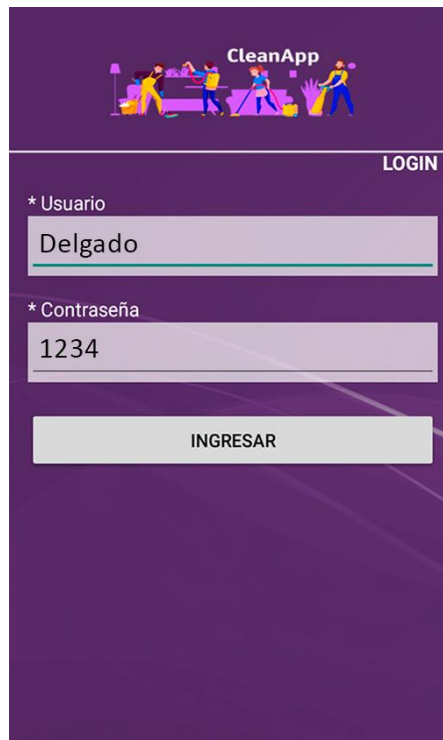 CleanApp
LOGIN
* Usuario
Delgado
* Contraseña
1234
INGRESAR